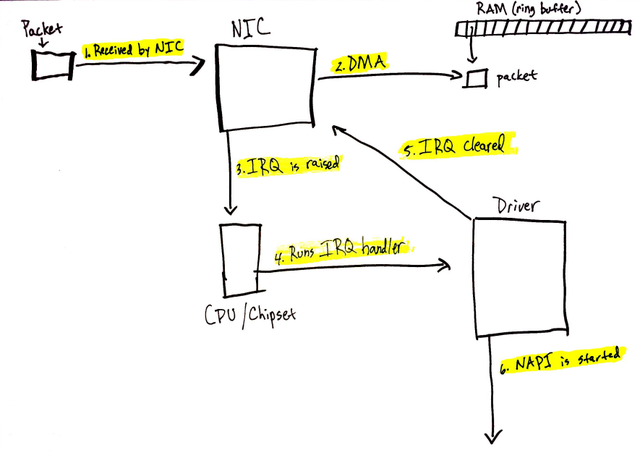 Packet
1. Received by NIC
NIC
2. DMA
RAM (ring buffer)
packet
3. IRQ is raised
5. IRQ cleared
Driver
4. Runs IRQ handler
CPU/Chipset
6. NAPI is started